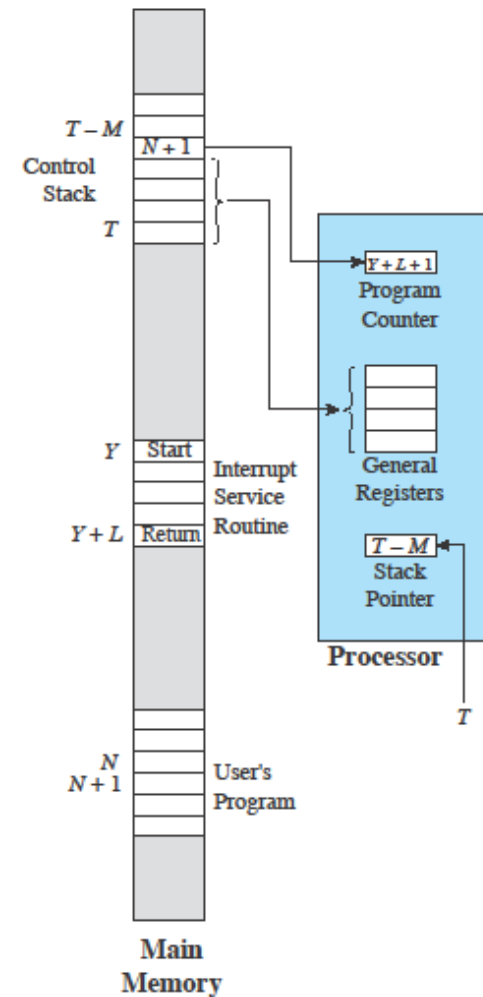 T – M
N + 1
Control
Stack
T
Y + L + 1
Program
Counter
Y
Start
Interrupt
Service
Routine
Y + L
Return
General
Registers
T – M
Stack
Pointer
Processor
T
N
N + 1
User's
Program
Main
Memory